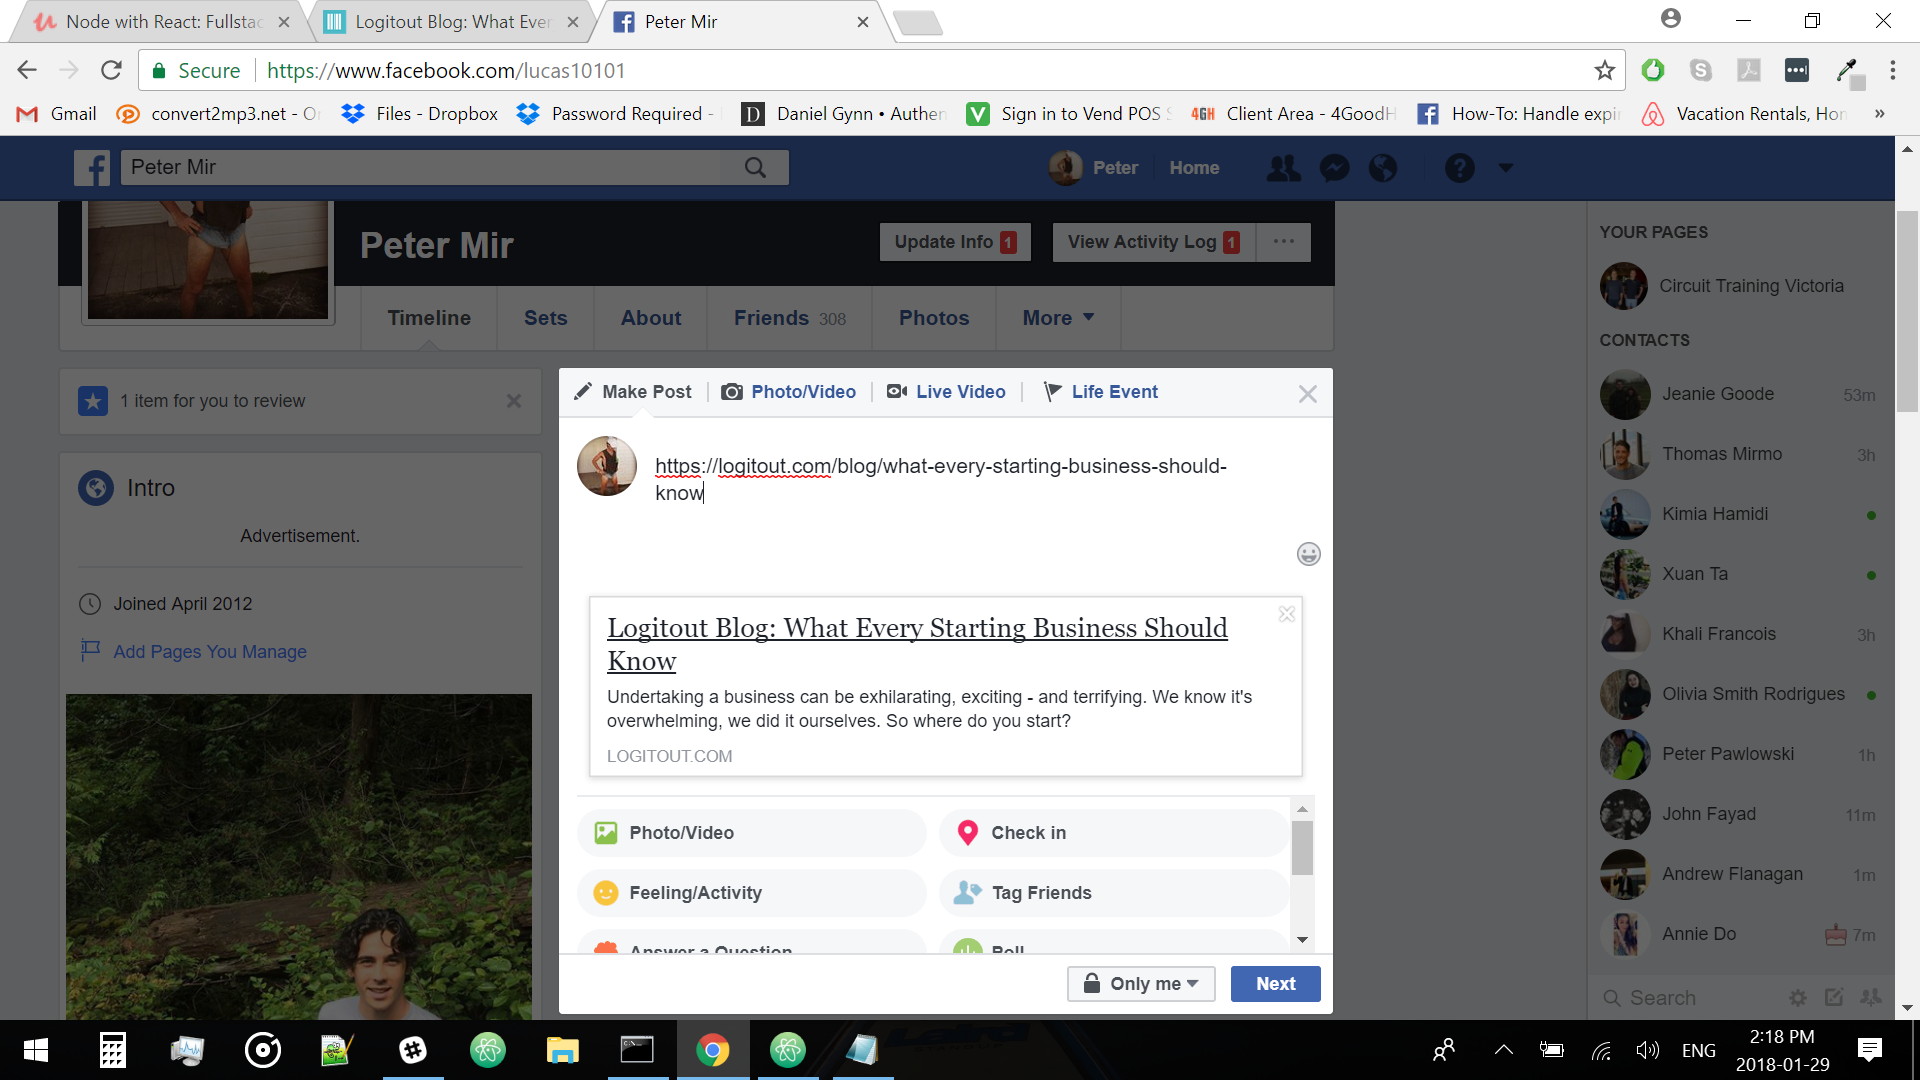 Node with React: Fullstac
Logitout Blog: What Ever
Peter Mir
Secure
https://www.facebook.com/lucas10101
Gmail
convert2mp3.net - O
Files - Dropbox
Password Required -
D
Daniel Gynn • Authen
V
Sign in to Vend POS S
4GH
Client Area - 4GoodH
How-To: Handle expi
Vacation Rentals, Hom
»
Peter Mir
Peter
Home
Peter Mir
Update Info 1
View Activity Log 1
Timeline
Sets
About
Friends 308
Photos
More
1 item for you to review
Intro
Advertisement.
Joined April 2012
Add Pages You Manage
Make Post
Photo/Video
Live Video
Life Event
https://logitout.com/blog/what-every-starting-business-should-
know
Logitout Blog: What Every Starting Business Should
Know
Undertaking a business can be exhilarating, exciting - and terrifying. We know it's
overwhelming, we did it ourselves. So where do you start?
LOGITOUT.COM
Photo/Video
Check in
Feeling/Activity
Tag Friends
Answer a Question
Poll
Only me
Next
YOUR PAGES
Circuit Training Victoria
CONTACTS
Jeanie Goode 53m
Thomas Mirmo 3h
Kimia Hamidi
Xuan Ta
Khali Francois 3h
Olivia Smith Rodrigues
Peter Pawlowski 1h
John Fayad 11m
Andrew Flanagan 1m
Annie Do 7m
Search
ENG
2:18 PM
2018-01-29